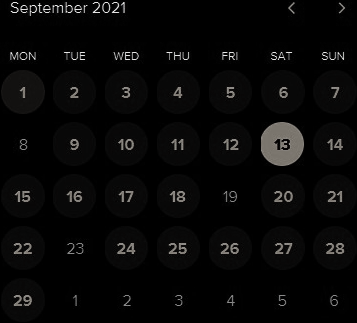 September 2021
MON TUE WED THU FRI SAT SUN
1 2 3 4 5 6 7
8 9 10 11 12 13 14
15 16 17 18 19 20 21
22 23 24 25 26 27 28
29 1 2 3 4 5 6